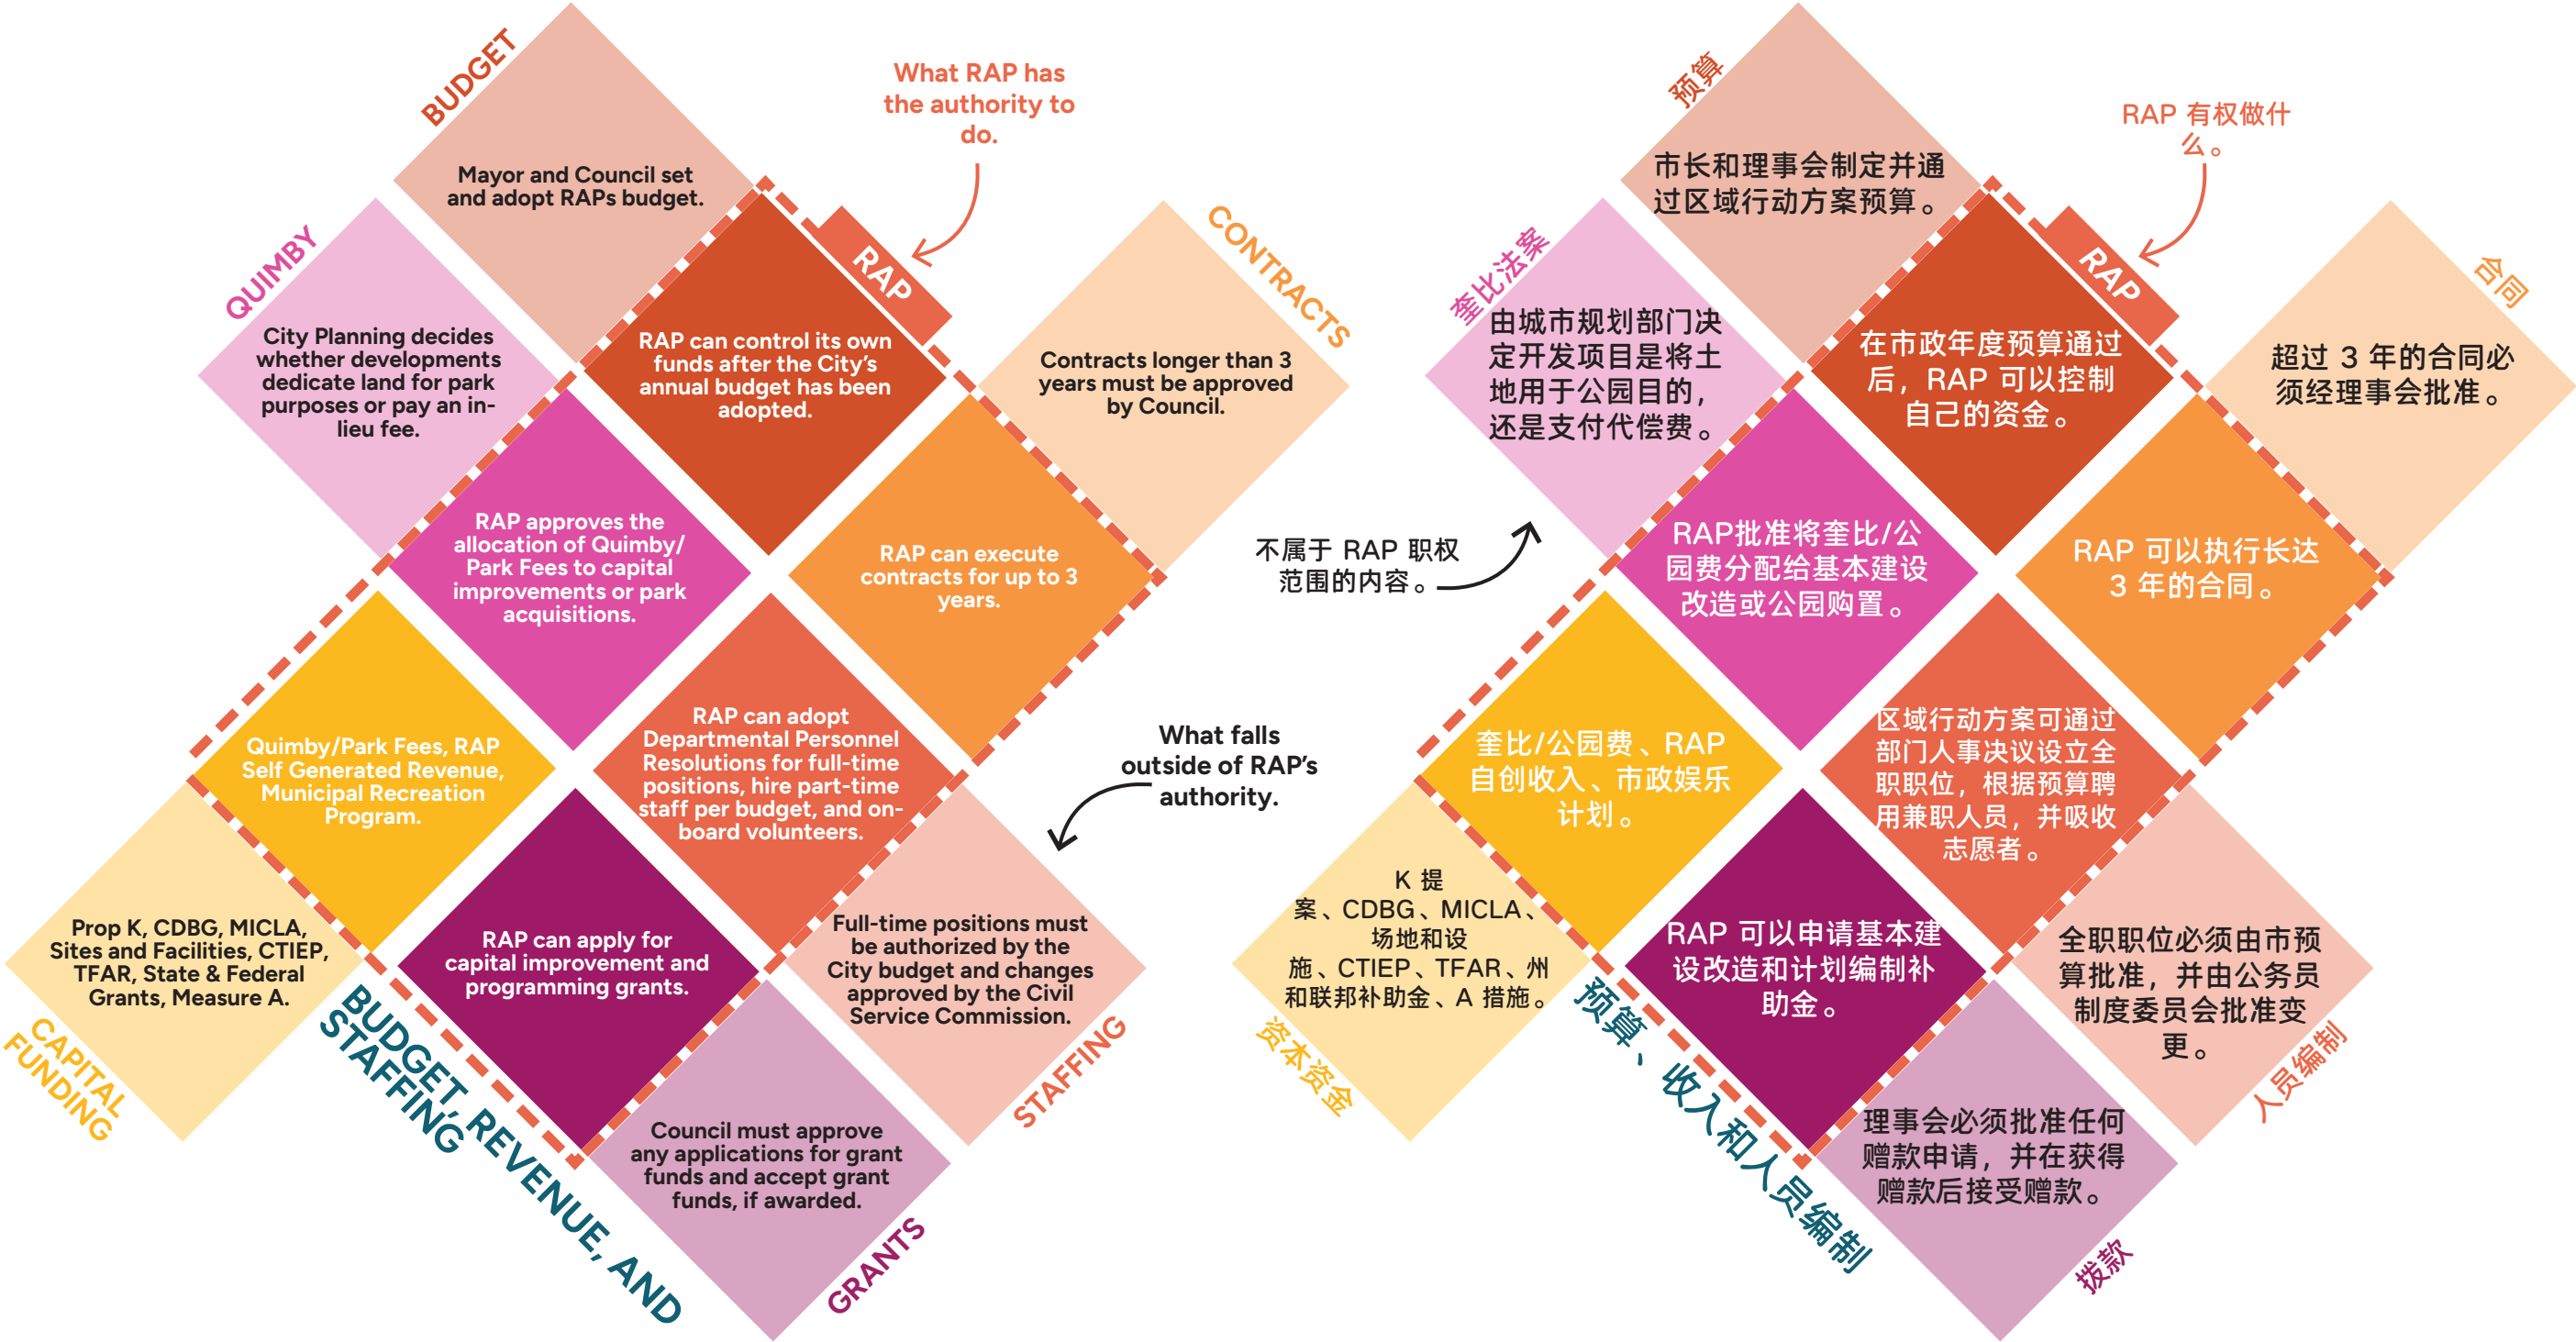 BUDGET
Mayor and Council set
and adopt RAPs budget.
What RAP has
the authority to
do.
RAP
QUIMBY
City Planning decides
whether developments
dedicate land for park
purposes or pay an in-
lieu fee.
RAP can control its own
funds after the City's
annual budget has been
adopted.
CONTRACTS
Contracts longer than 3
years must be approved
by Council.
RAP approves the
allocation of Quimby/
Park Fees to capital
improvements or park
acquisitions.
RAP can execute
contracts for up to 3
years.
Quimby/Park Fees, RAP
Self Generated Revenue,
Municipal Recreation
Program.
RAP can adopt
Departmental Personnel
Resolutions for full-time
positions, hire part-time
staff per budget, and on-
board volunteers.
What falls
outside of RAP's
authority.
Prop K, CDBG, MICLA,
Sites and Facilities, CTIEP,
TFAR, State & Federal
Grants, Measure A.
CAPITAL
FUNDING
RAP can apply for
capital improvement and
programming grants.
Full-time positions must
be authorized by the
City budget and changes
approved by the Civil
Service Commission.
STAFFING
BUDGET, REVENUE, AND
STAFFING
Council must approve
any applications for grant
funds and accept grant
funds, if awarded.
GRANTS
预算
市长和理事会制定并通
过区域行动方案预算。
RAP 有权做什
么。
RAP
奎比法案
由城市规划部门决
定开发项目是将土
地用于公园目的，
还是支付代偿费。
在市政年度预算通过
后，RAP 可以控制
自己的资金。
合同
超过 3 年的合同必
须经理事会批准。
不属于 RAP 职权
范围的内容。
RAP批准将奎比/公
园费分配给基本建设
改造或公园购置。
RAP 可以执行长达
3 年的合同。
奎比/公园费、RAP
自创收入、市政娱乐
计划。
区域行动方案可通过
部门人事决议设立全
职职位，根据预算聘
用兼职人员，并吸收
志愿者。
K 提
案、CDBG、MICLA、
场地和设
施、CTIEP、TFAR、州
和联邦补助金、A 措施。
资本资金
RAP 可以申请基本建
设改造和计划编制补
助金。
全职职位必须由市预
算批准，并由公务员
制度委员会批准变
更。
人员编制
预算、收入和人员编制
理事会必须批准任何
赠款申请，并在获得
赠款后接受赠款。
拨款